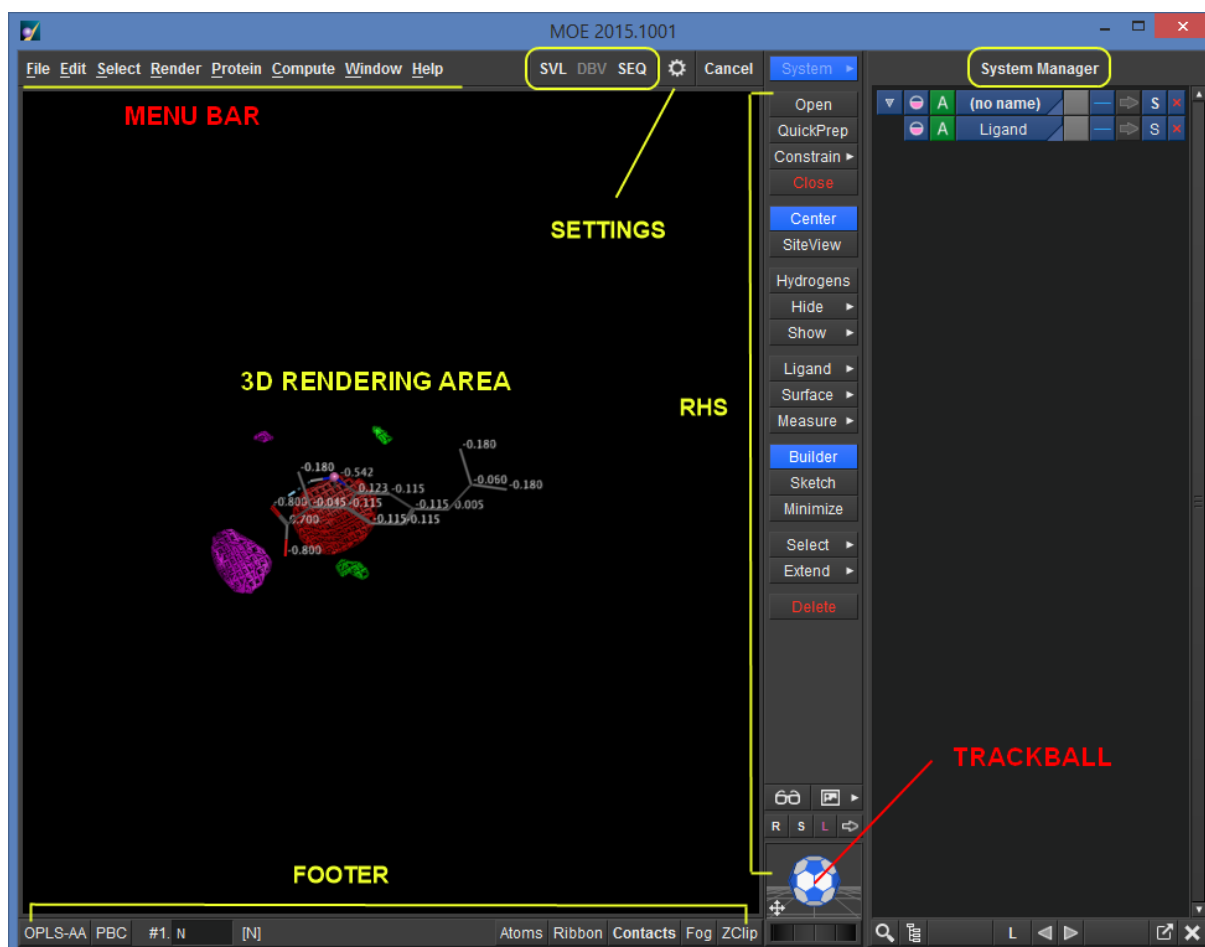 MOE 2015.1001
File Edit Select Render Protein Compute Window Help SVL DBV SEQ Cancel System System Manager
MENU BAR
SETTINGS
3D RENDERING AREA
RHS
-0.180
-0.180 -0.542
-0.060 -0.180
0.123 -0.115
-0.800 -0.045 -0.115
-0.115 0.005
0.700
-0.115 -0.115
-0.800
FOOTER
OPLS-AA PBC #1. N [N] Atoms Ribbon Contacts Fog ZClip
Open
QuickPrep
Constrain
Close
Center
SiteView
Hydrogens
Hide
Show
Ligand
Surface
Measure
Builder
Sketch
Minimize
Select
Extend
Delete
R S L
A (no name) S
A Ligand S
TRACKBALL
L